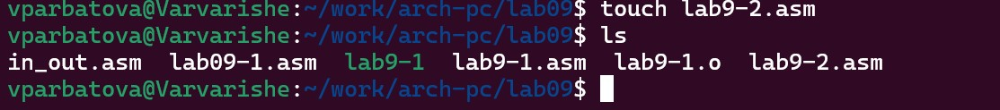 vparbatova@Varvarishe:~/work/arch-pc/lab09$ touch lab9-2.asm
vparbatova@Varvarishe:~/work/arch-pc/lab09$ ls
in_out.asm  lab09-1.asm  lab9-1  lab9-1.asm  lab9-1.o  lab9-2.asm
vparbatova@Varvarishe:~/work/arch-pc/lab09$